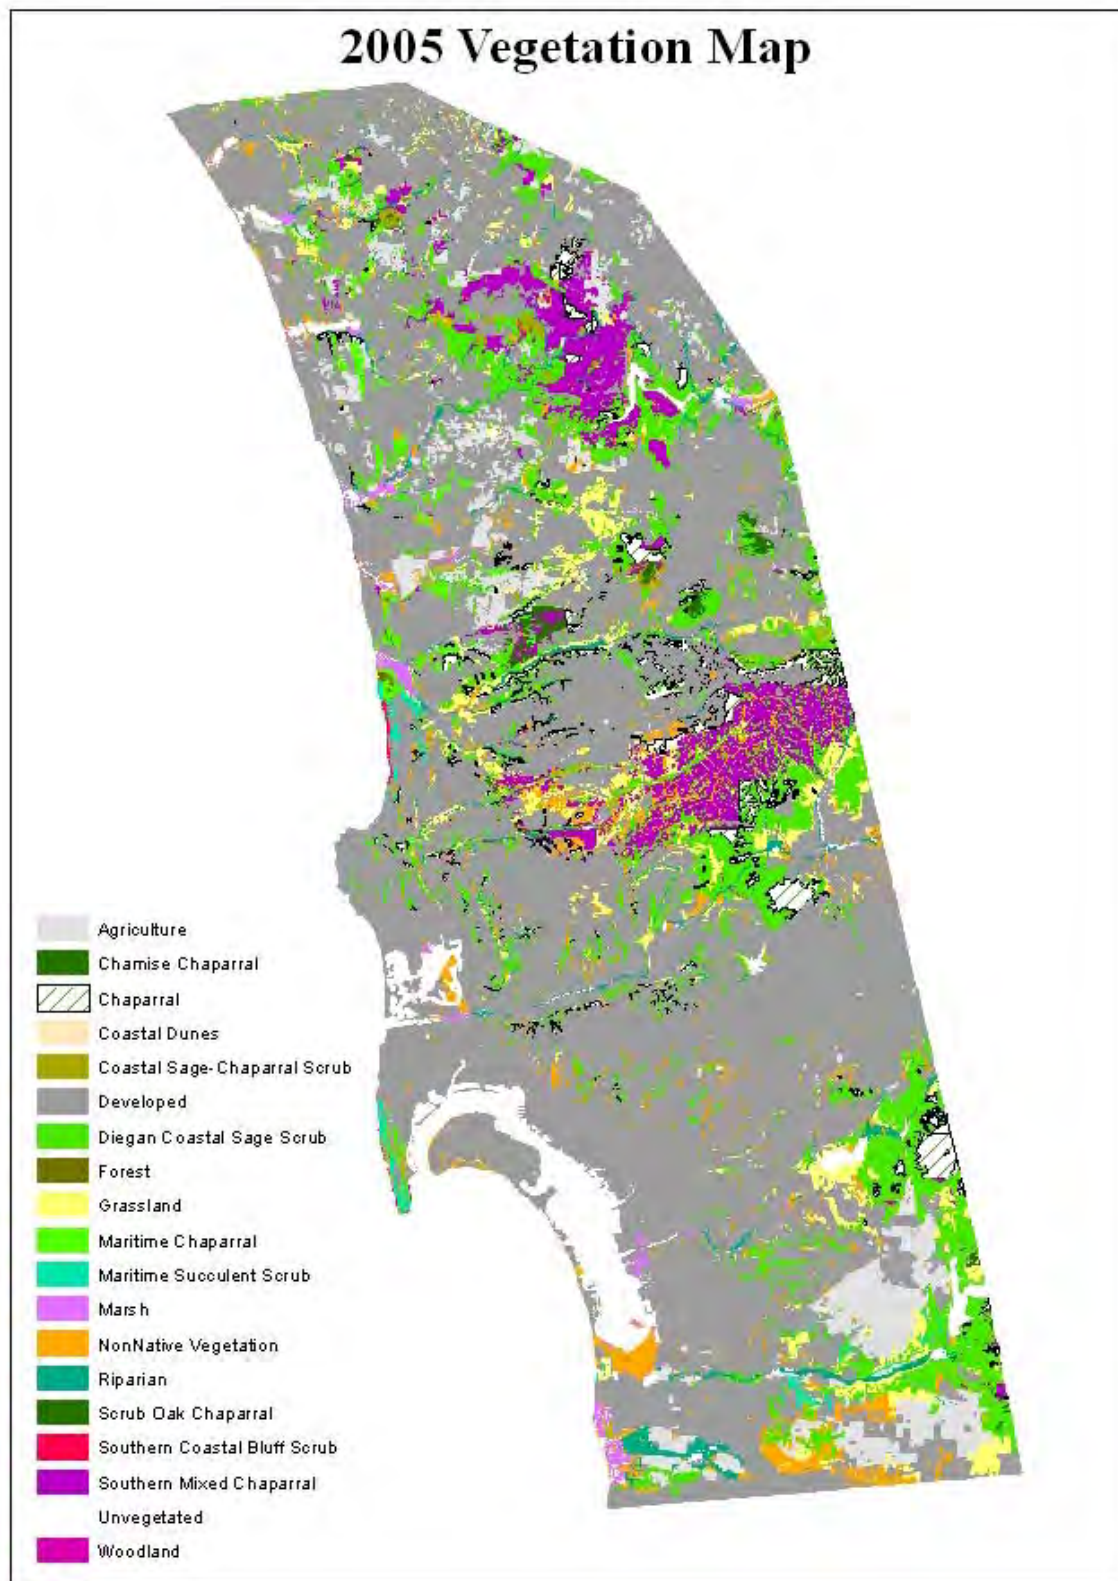 2005 Vegetation Map
Agriculture
Chamise Chaparral
Chaparral
Coastal Dunes
Coastal Sage-Chaparral Scrub
Developed
Diegan Coastal Sage Scrub
Forest
Grassland
Maritime Chaparral
Maritime Succulent Scrub
Marsh
NonNative Vegetation
Riparian
Scrub Oak Chaparral
Southern Coastal Bluff Scrub
Southern Mixed Chaparral
Unvegetated
Woodland